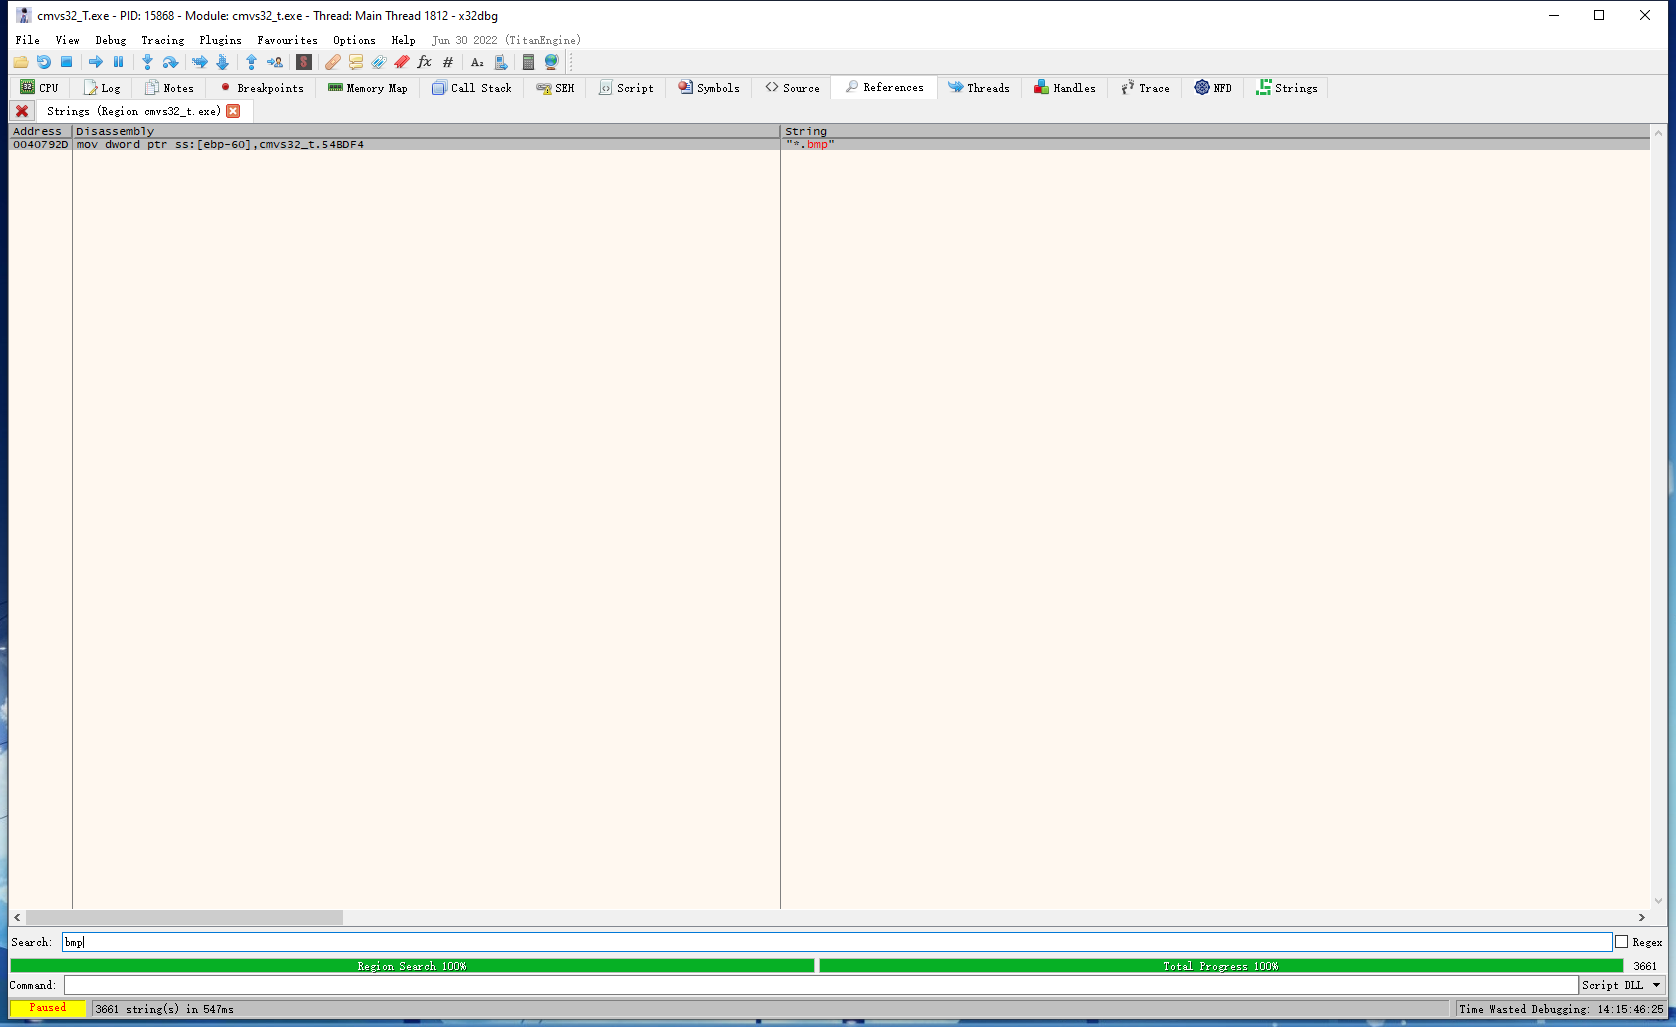 cmvs32_T.exe - PID: 15868 - Module: cmvs32_t.exe - Thread: Main Thread 1812 - x32dbg
File View Debug Tracing Plugins Favourites Options Help Jun 30 2022 (TitanEngine)
CPU Log Notes Breakpoints Memory Map Call Stack SEH Script Symbols Source References Threads Handles Trace NFD Strings
Strings (Region cmvs32_t.exe)
Address Disassembly String
0040792D mov dword ptr ss:[ebp-60],cmvs32_t.54BDF4 "*.bmp"
Search: bmp Regex
Region Search 100% Total Progress 100% 3661
Command: Script DLL
Paused 3661 string(s) in 547ms Time Wasted Debugging: 14:15:46:25